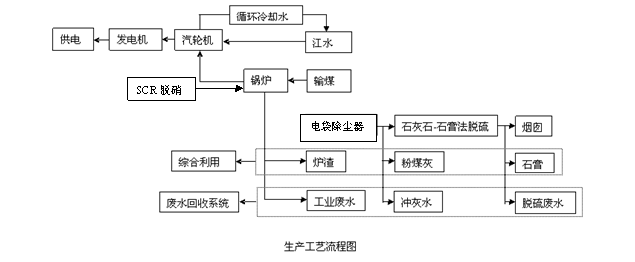 循环冷却水
供电
发电机
汽轮机
江水
SCR 脱硝
锅炉
输煤
电袋除尘器
石灰石-石膏法脱硫
烟囱
综合利用
炉渣
粉煤灰
石膏
废水回收系统
工业废水
冲灰水
脱硫废水
生产工艺流程图